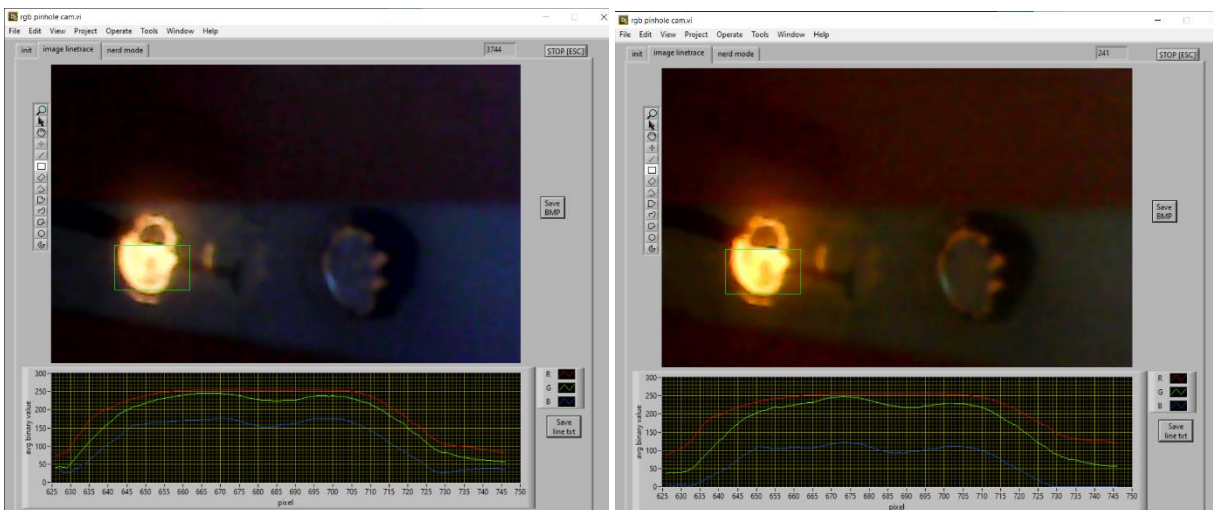 rgb pinhole cam.vi
File Edit View Project Operate Tools Window Help
init image linetrace nerd mode 3744 STOP [ESC]
Save
BMP
300
250
200
150
100
50
0
avg binary value
625 630 635 640 645 650 655 660 665 670 675 680 685 690 695 700 705 710 715 720 725 730 735 740 745 750
pixel
R
G
B
Save
line txt
rgb pinhole cam.vi
File Edit View Project Operate Tools Window Help
init image linetrace nerd mode 241 STOP [ESC]
Save
BMP
300
250
200
150
100
50
0
avg binary value
625 630 635 640 645 650 655 660 665 670 675 680 685 690 695 700 705 710 715 720 725 730 735 740 745 750
pixel
R
G
B
Save
line txt